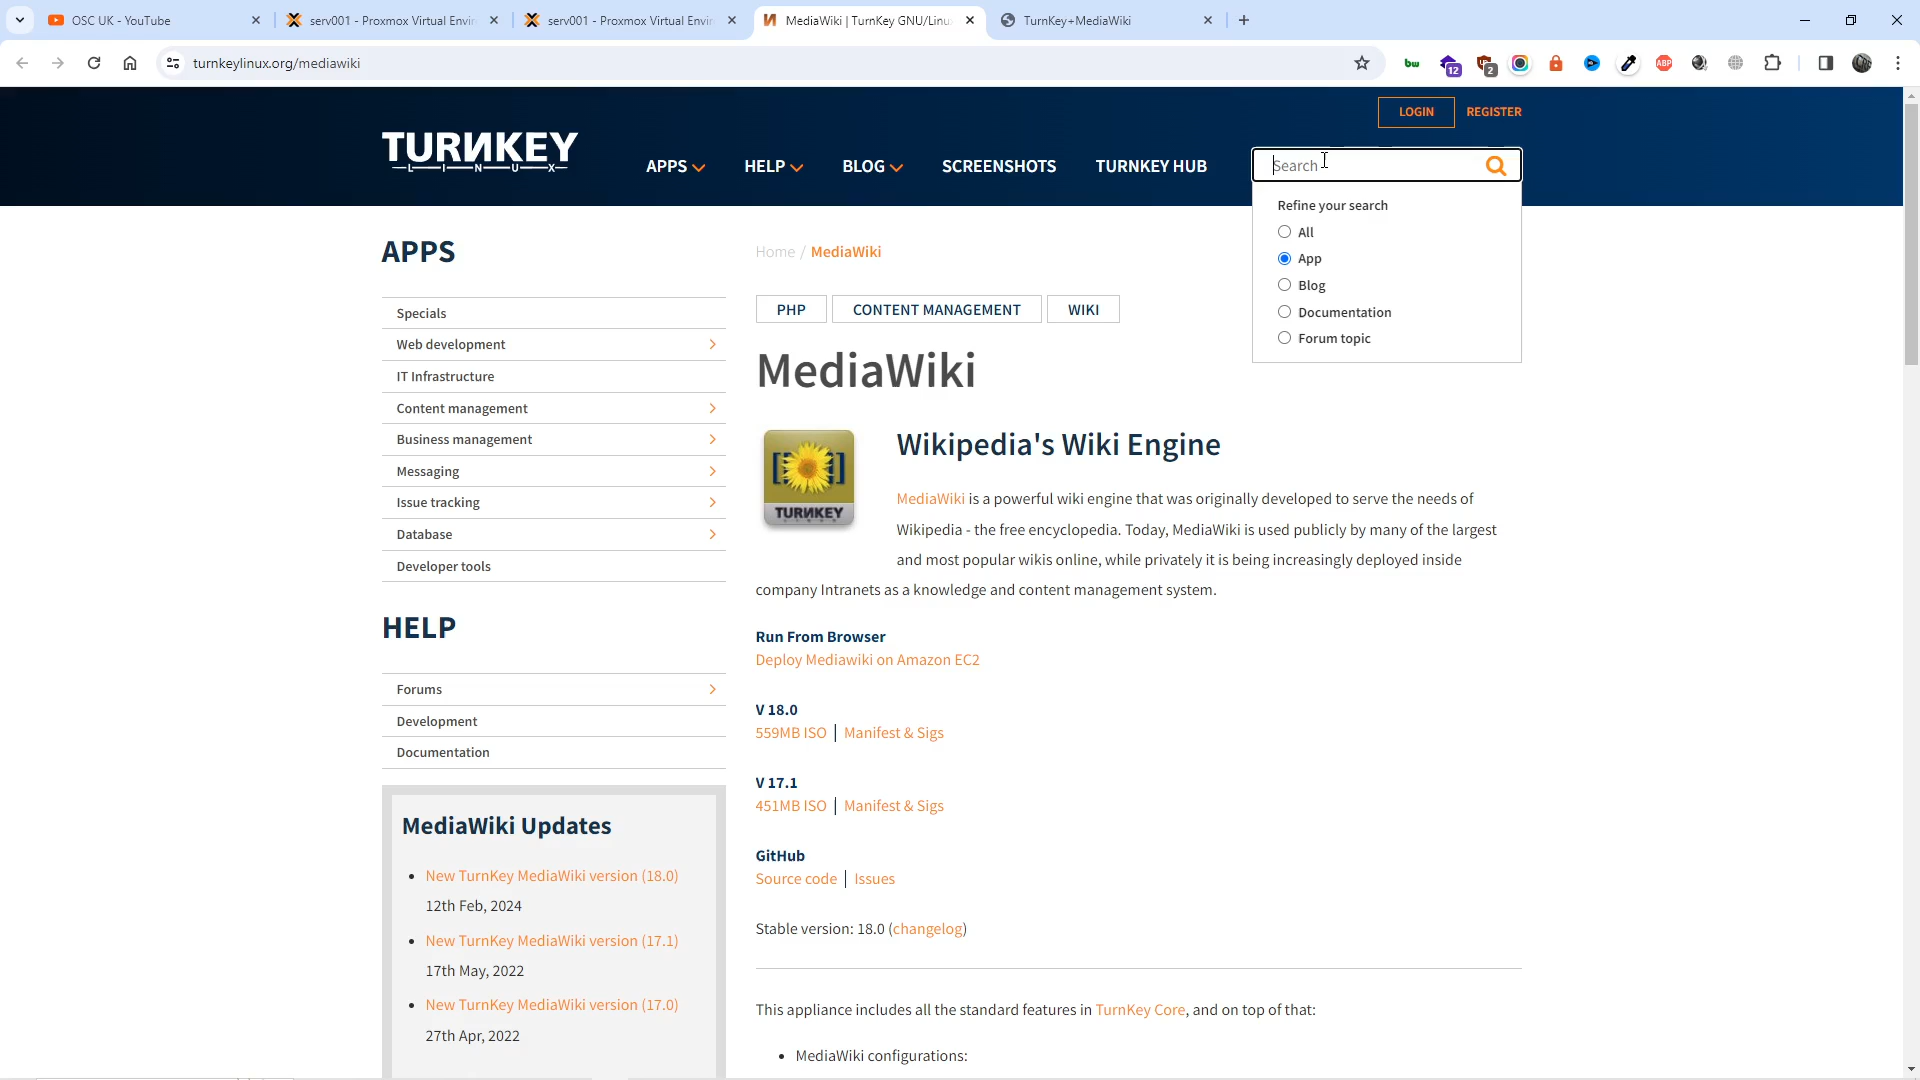 OSC UK - YouTube
serv001 - Proxmox Virtual Envir
serv001 - Proxmox Virtual Envir
MediaWiki | TurnKey GNU/Linu
TurnKey+MediaWiki
turnkeylinux.org/mediawiki
bw
12
2
ABP
LOGIN
REGISTER
TURNKEY
LINUX
APPS
HELP
BLOG
SCREENSHOTS
TURNKEY HUB
Search
Refine your search
All
App
Blog
Documentation
Forum topic
APPS
Specials
Web development
IT Infrastructure
Content management
Business management
Messaging
Issue tracking
Database
Developer tools
HELP
Forums
Development
Documentation
MediaWiki Updates
New TurnKey MediaWiki version (18.0)
12th Feb, 2024
New TurnKey MediaWiki version (17.1)
17th May, 2022
New TurnKey MediaWiki version (17.0)
27th Apr, 2022
Home / MediaWiki
PHP
CONTENT MANAGEMENT
WIKI
MediaWiki
TURNKEY
Wikipedia's Wiki Engine
MediaWiki is a powerful wiki engine that was originally developed to serve the needs of
Wikipedia - the free encyclopedia. Today, MediaWiki is used publicly by many of the largest
and most popular wikis online, while privately it is being increasingly deployed inside
company Intranets as a knowledge and content management system.
Run From Browser
Deploy Mediawiki on Amazon EC2
V 18.0
559MB ISO | Manifest & Sigs
V 17.1
451MB ISO | Manifest & Sigs
GitHub
Source code | Issues
Stable version: 18.0 (changelog)
This appliance includes all the standard features in TurnKey Core, and on top of that:
• MediaWiki configurations: